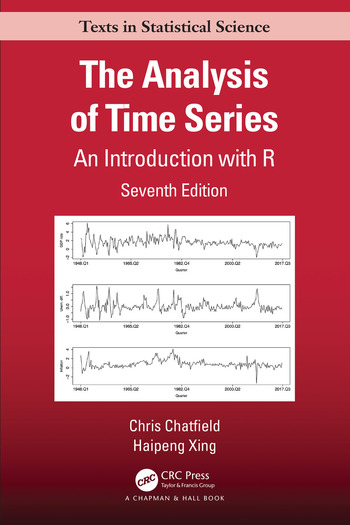 Texts in Statistical Science
The Analysis
of Time Series
An Introduction with R
Seventh Edition
1948.Q1 1965.Q2 1982.Q4 2000.Q2 2017.Q3
Quarter
1948.Q1 1965.Q2 1982.Q4 2000.Q2 2017.Q3
Quarter
Inflation
1948.Q1 1965.Q2 1982.Q4 2000.Q2 2017.Q3
Quarter
Chris Chatfield
Haipeng Xing
CRC CRC Press
Taylor & Francis Group
A CHAPMAN & HALL BOOK